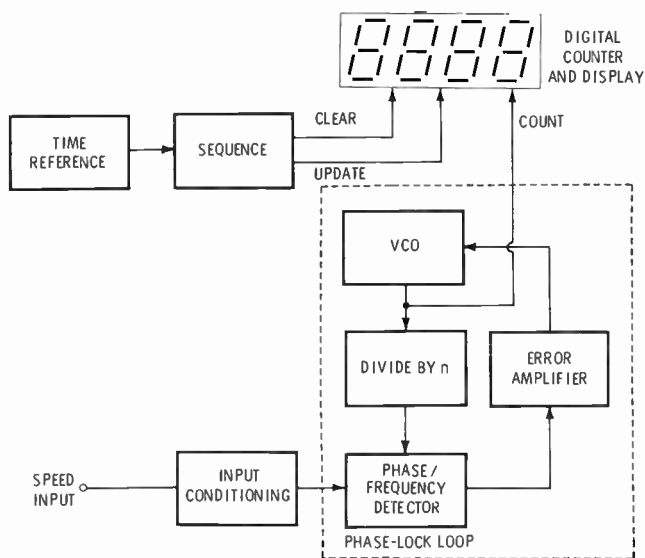 DIGITAL
COUNTER
AND DISPLAY
CLEAR
COUNT
TIME
REFERENCE
SEQUENCE
UPDATE
VCO
DIVIDE BY n
ERROR
AMPLIFIER
SPEED
INPUT
INPUT
CONDITIONING
PHASE/
FREQUENCY
DETECTOR
PHASE-LOCK LOOP